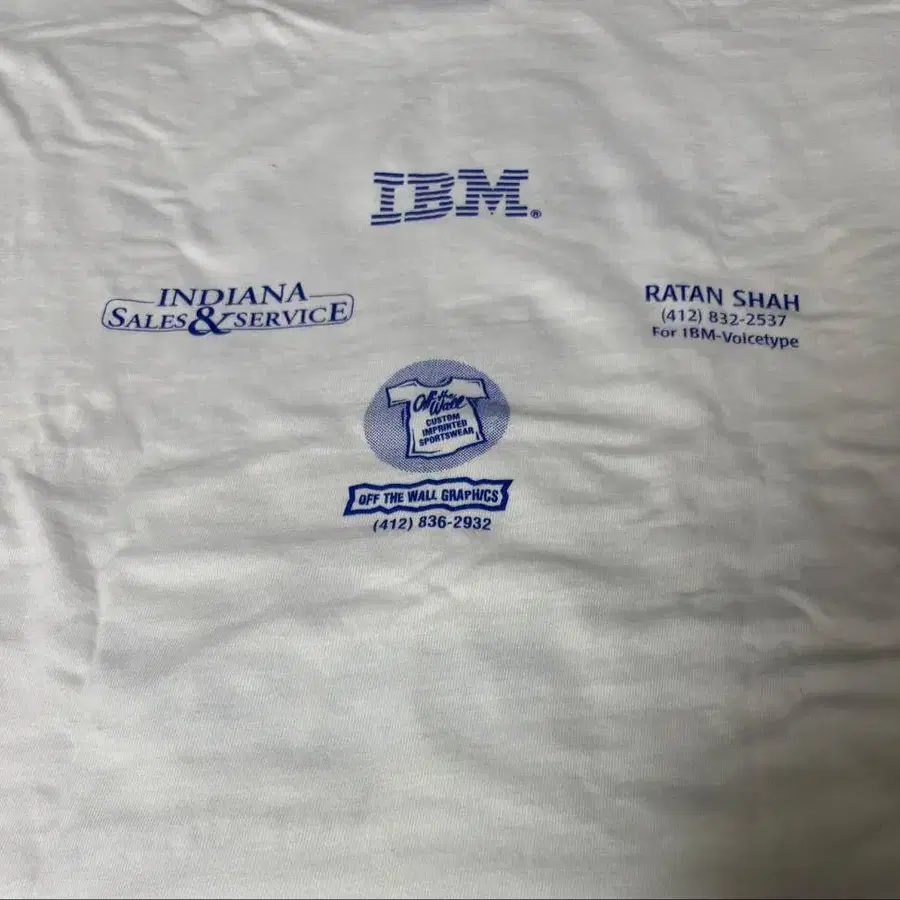 IBM®
INDIANA
SALES & SERVICE
RATAN SHAH
(412) 832-2537
For IBM-Voicetype
Off the
Wall
CUSTOM
IMPRINTED
SPORTSWEAR
OFF THE WALL GRAPHICS
(412) 836-2932